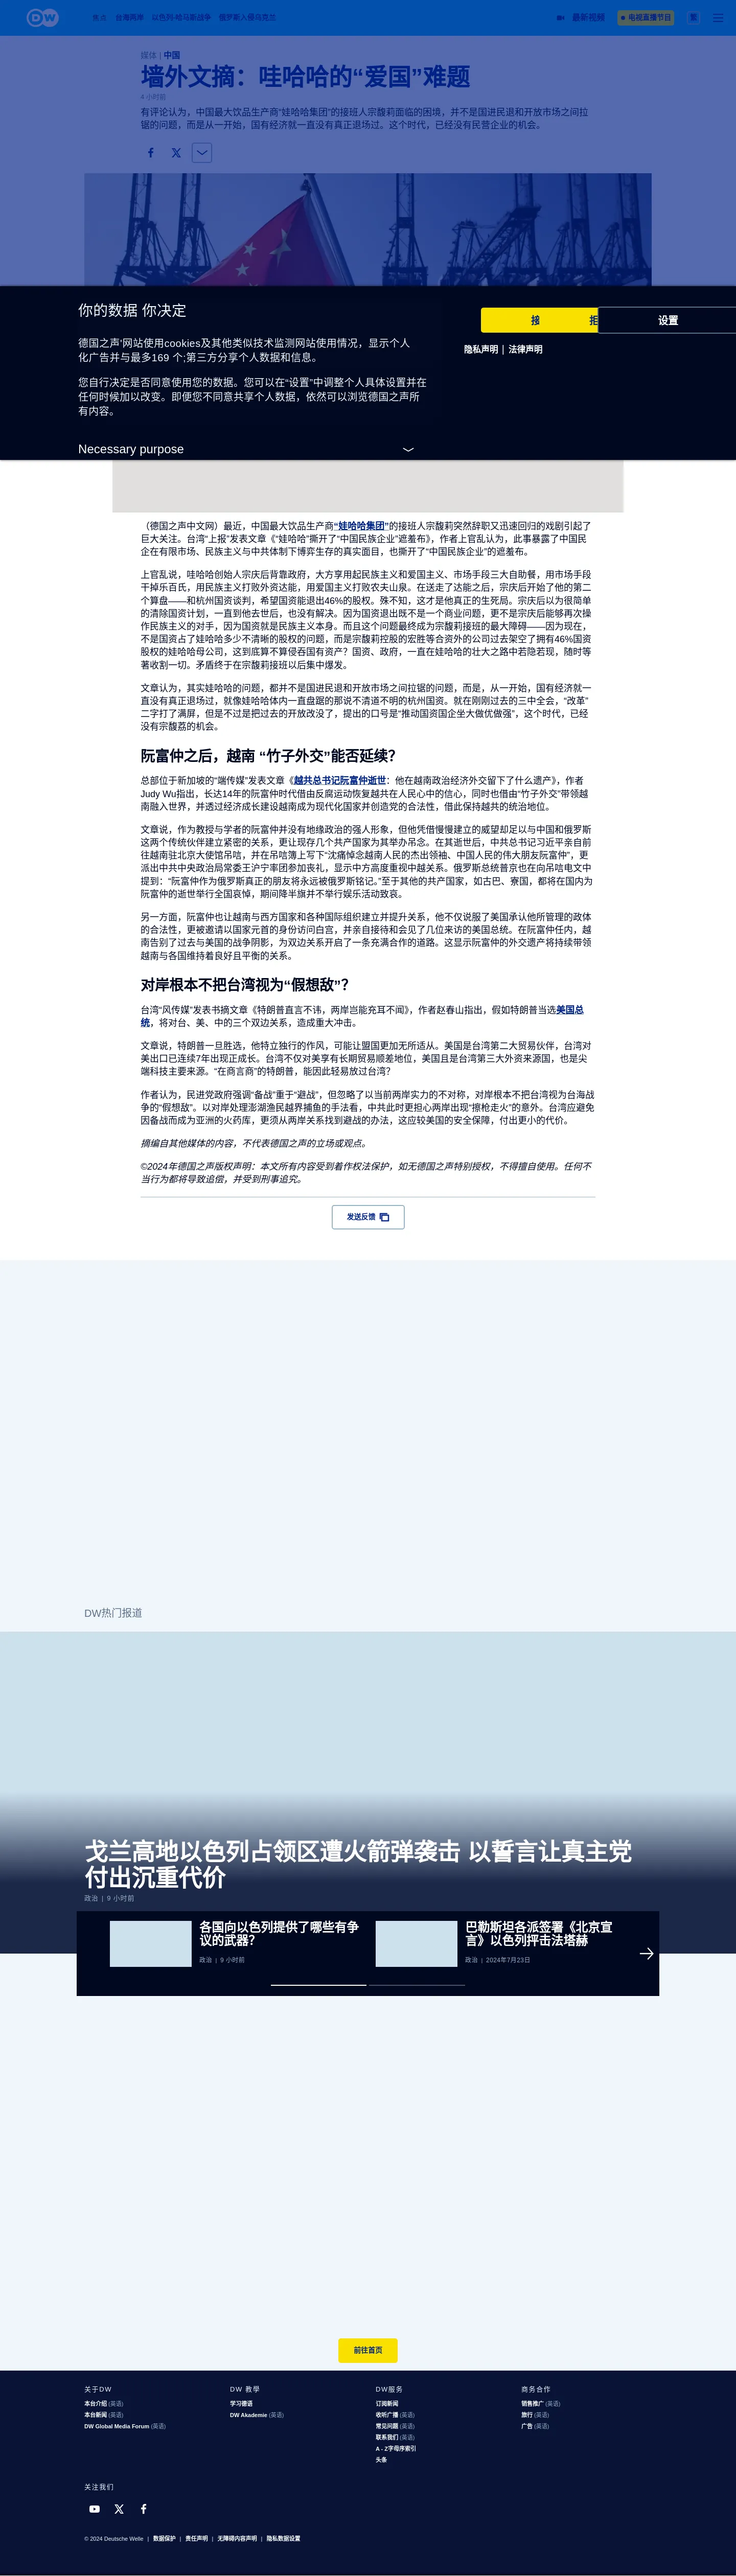 DW
热点 台海两岸 以色列-哈马斯战争 俄罗斯入侵乌克兰
最新视频 电视直播节目 繁
媒体 | 中国
墙外文摘：哇哈哈的“爱国”难题
4 小时前
有评论认为，中国最大饮品生产商“娃哈哈集团”的接班人宗馥莉面临的困境，并不是国进民退和开放市场之间拉
锯的问题，而是从一开始，国有经济就一直没有真正退场过。这个时代，已经没有民营企业的机会。
你的数据 你决定
接
拒
设置
德国之声'网站使用cookies及其他类似技术监测网站使用情况，显示个人
化广告并与最多169 个;第三方分享个人数据和信息。
隐私声明 | 法律声明
您自行决定是否同意使用您的数据。您可以在“设置”中调整个人具体设置并在
任何时候加以改变。即便您不同意共享个人数据，依然可以浏览德国之声所
有内容。
Necessary purpose
（德国之声中文网）最近，中国最大饮品生产商“娃哈哈集团”的接班人宗馥莉突然辞职又迅速回归的戏剧引起了
巨大关注。台湾“上报”发表文章《“娃哈哈”撕开了“中国民族企业”遮羞布》，作者上官乱认为，此事暴露了中国民
企在有限市场、民族主义与中共体制下博弈生存的真实面目，也撕开了“中国民族企业”的遮羞布。
上官乱说，哇哈哈创始人宗庆后背靠政府，大方享用起民族主义和爱国主义、市场手段三大自助餐，用市场手段
干掉乐百氏，用民族主义打败外资达能，用爱国主义打败农夫山泉。在送走了达能之后，宗庆后开始了他的第二
个算盘——和杭州国资谈判，希望国资能退出46%的股权。殊不知，这才是他真正的生死局。宗庆后以为很简单
的清除国资计划，一直到他去世后，也没有解决。因为国资退出既不是一个商业问题，更不是宗庆后能够再次操
作民族主义的对手，因为国资就是民族主义本身。而且这个问题最终成为宗馥莉接班的最大障碍——因为现在，
不是国资占了娃哈哈多少不清晰的股权的问题，而是宗馥莉控股的宏胜等合资外的公司过去架空了拥有46%国资
股权的娃哈哈母公司，这到底算不算侵吞国有资产？国资、政府，一直在娃哈哈的壮大之路中若隐若现，随时等
著收割一切。矛盾终于在宗馥莉接班以后集中爆发。
文章认为，其实娃哈哈的问题，都并不是国进民退和开放市场之间拉锯的问题，而是，从一开始，国有经济就一
直没有真正退场过，就像娃哈哈体内一直盘踞的那说不清道不明的杭州国资。就在刚刚过去的三中全会，“改革”
二字打了满屏，但是不过是把过去的开放改没了，提出的口号是“推动国资国企坐大做优做强”，这个时代，已经
没有宗馥荔的机会。
阮富仲之后，越南 “竹子外交”能否延续？
总部位于新加坡的“端传媒”发表文章《越共总书记阮富仲逝世：他在越南政治经济外交留下了什么遗产》，作者
Judy Wu指出，长达14年的阮富仲时代借由反腐运动恢复越共在人民心中的信心，同时也借由“竹子外交”带领越
南融入世界，并透过经济成长建设越南成为现代化国家并创造党的合法性，借此保持越共的统治地位。
文章说，作为教授与学者的阮富仲并没有地缘政治的强人形象，但他凭借慢慢建立的威望却足以与中国和俄罗斯
这两个传统伙伴建立紧密的关系，更让现存几个共产国家为其举办吊念。在其逝世后，中共总书记习近平亲自前
往越南驻北京大使馆吊唁，并在吊唁簿上写下“沈痛悼念越南人民的杰出领袖、中国人民的伟大朋友阮富仲”，更
派出中共中央政治局常委王沪宁率团参加丧礼，显示中方高度重视中越关系。俄罗斯总统普京也在向吊唁电文中
提到：“阮富仲作为俄罗斯真正的朋友将永远被俄罗斯铭记。”至于其他的共产国家，如古巴、寮国，都将在国内为
阮富仲的逝世举行全国哀悼，期间降半旗并不举行娱乐活动致哀。
另一方面，阮富仲也让越南与西方国家和各种国际组织建立并提升关系，他不仅说服了美国承认他所管理的政体
的合法性，更被邀请以国家元首的身份访问白宫，并亲自接待和会见了几位来访的美国总统。在阮富仲任内，越
南告别了过去与美国的战争阴影，为双边关系开启了一条充满合作的道路。这显示阮富仲的外交遗产将持续带领
越南与各国维持着良好且平衡的关系。
对岸根本不把台湾视为“假想敌”？
台湾“风传媒”发表书摘文章《特朗普直言不讳，两岸岂能充耳不闻》，作者赵春山指出，假如特朗普当选美国总
统，将对台、美、中的三个双边关系，造成重大冲击。
文章说，特朗普一旦胜选，他特立独行的作风，可能让盟国更加无所适从。美国是台湾第二大贸易伙伴，台湾对
美出口已连续7年出现正成长。台湾不仅对美享有长期贸易顺差地位，美国且是台湾第三大外资来源国，也是尖
端科技主要来源。“在商言商”的特朗普，能因此轻易放过台湾？
作者认为，民进党政府强调“备战”重于“避战”，但忽略了以当前两岸实力的不对称，对岸根本不把台湾视为台海战
争的“假想敌”。以对岸处理澎湖渔民越界捕鱼的手法看，中共此时更担心两岸出现“擦枪走火”的意外。台湾应避免
因备战而成为亚洲的火药库，更须从两岸关系找到避战的办法，这应较美国的安全保障，付出更小的代价。
摘编自其他媒体的内容，不代表德国之声的立场或观点。
©2024年德国之声版权声明：本文所有内容受到着作权法保护，如无德国之声特别授权，不得擅自使用。任何不
当行为都将导致追偿，并受到刑事追究。
发送反馈
DW热门报道
戈兰高地以色列占领区遭火箭弹袭击 以誓言让真主党
付出沉重代价
政治 | 9 小时前
各国向以色列提供了哪些有争
议的武器？
政治 | 9 小时前
巴勒斯坦各派签署《北京宣
言》以色列抨击法塔赫
政治 | 2024年7月23日
前往首页
关于DW
本台介绍 (英语)
本台新闻 (英语)
DW Global Media Forum (英语)
DW 教學
学习德语
DW Akademie (英语)
DW服务
订阅新闻
收听广播 (英语)
常见问题 (英语)
联系我们 (英语)
A - Z字母序索引
头条
商务合作
销售推广 (英语)
旅行 (英语)
广告 (英语)
关注我们
© 2024 Deutsche Welle | 数据保护 | 责任声明 | 无障碍内容声明 | 隐私数据设置